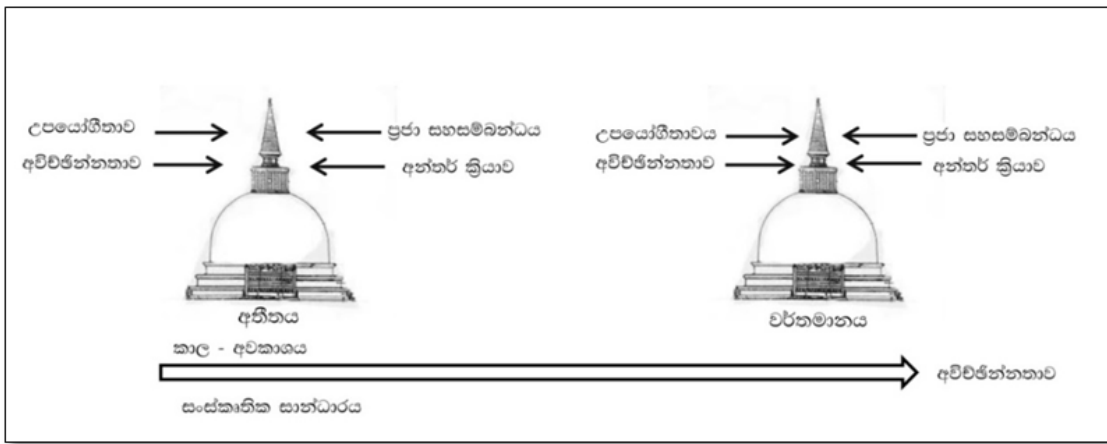 උපයෝගීතාව
අවිච්ඡින්නතාව
ප්‍රජා සහසම්බන්ධය
අන්තර් ක්‍රියාව
අතීතය
උපයෝගීතාවය
අවිච්ඡින්නතාව
ප්‍රජා සහසම්බන්ධය
අන්තර් ක්‍රියාව
වර්තමානය
කාල - අවකාශය
අවිච්ඡින්නතාව
සංස්කෘතික සාන්ධාරය